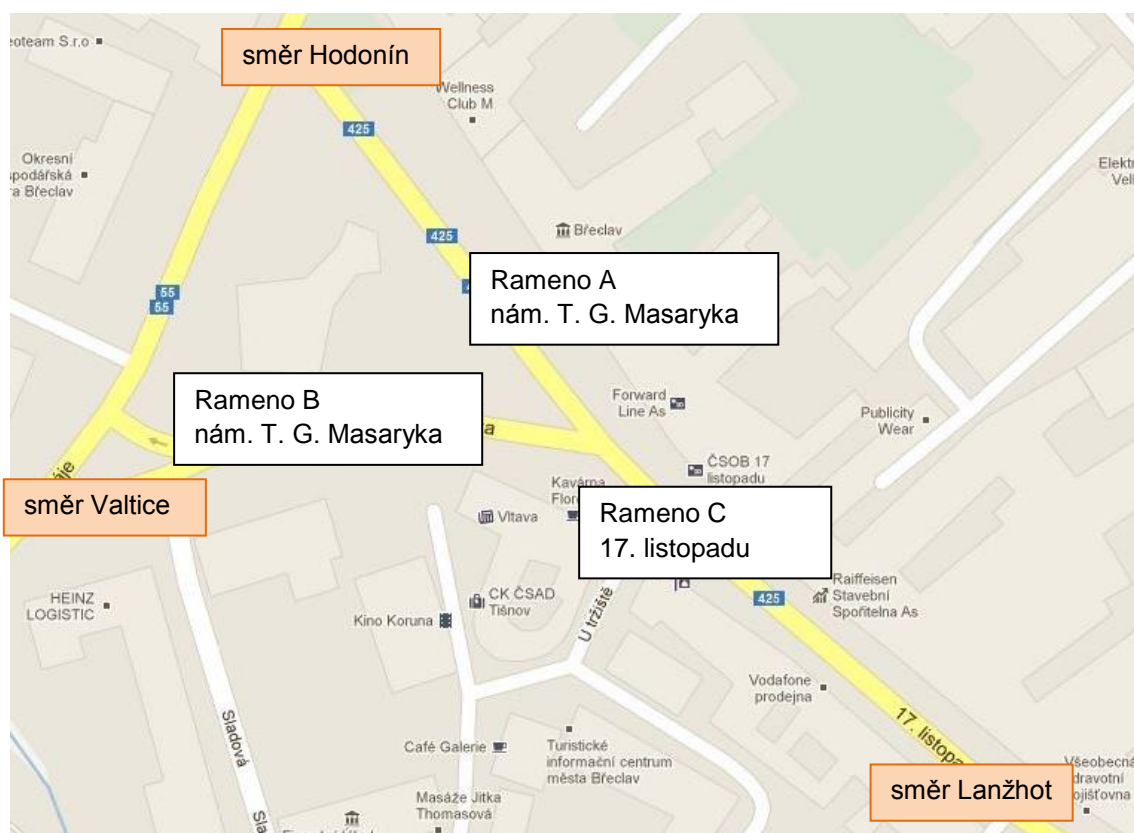 eoteam S.r.o
směr Hodonín
Wellness
Club M
425
Okresní
spodářská
ra Břeclav
425
Břeclav
Rameno A
nám. T. G. Masaryka
55
55
Rameno B
nám. T. G. Masaryka
Forward
Line As
Publicity
Wear
ČSOB 17
listopadu
směr Valtice
Kavárna
Vltava
Rameno C
17. listopadu
HEINZ
LOGISTIC
CK ČSAD
Tišnov
Kino Koruna
U tržiště
425
Raiffeisen
Stavební
Spořitelna As
Vodafone
prodejna
Sladová
17. listopa
Café Galerie
Turistické
informační centrum
města Břeclav
směr Lanžhot
Všeobecná
Masáže Jitka
Thomasová